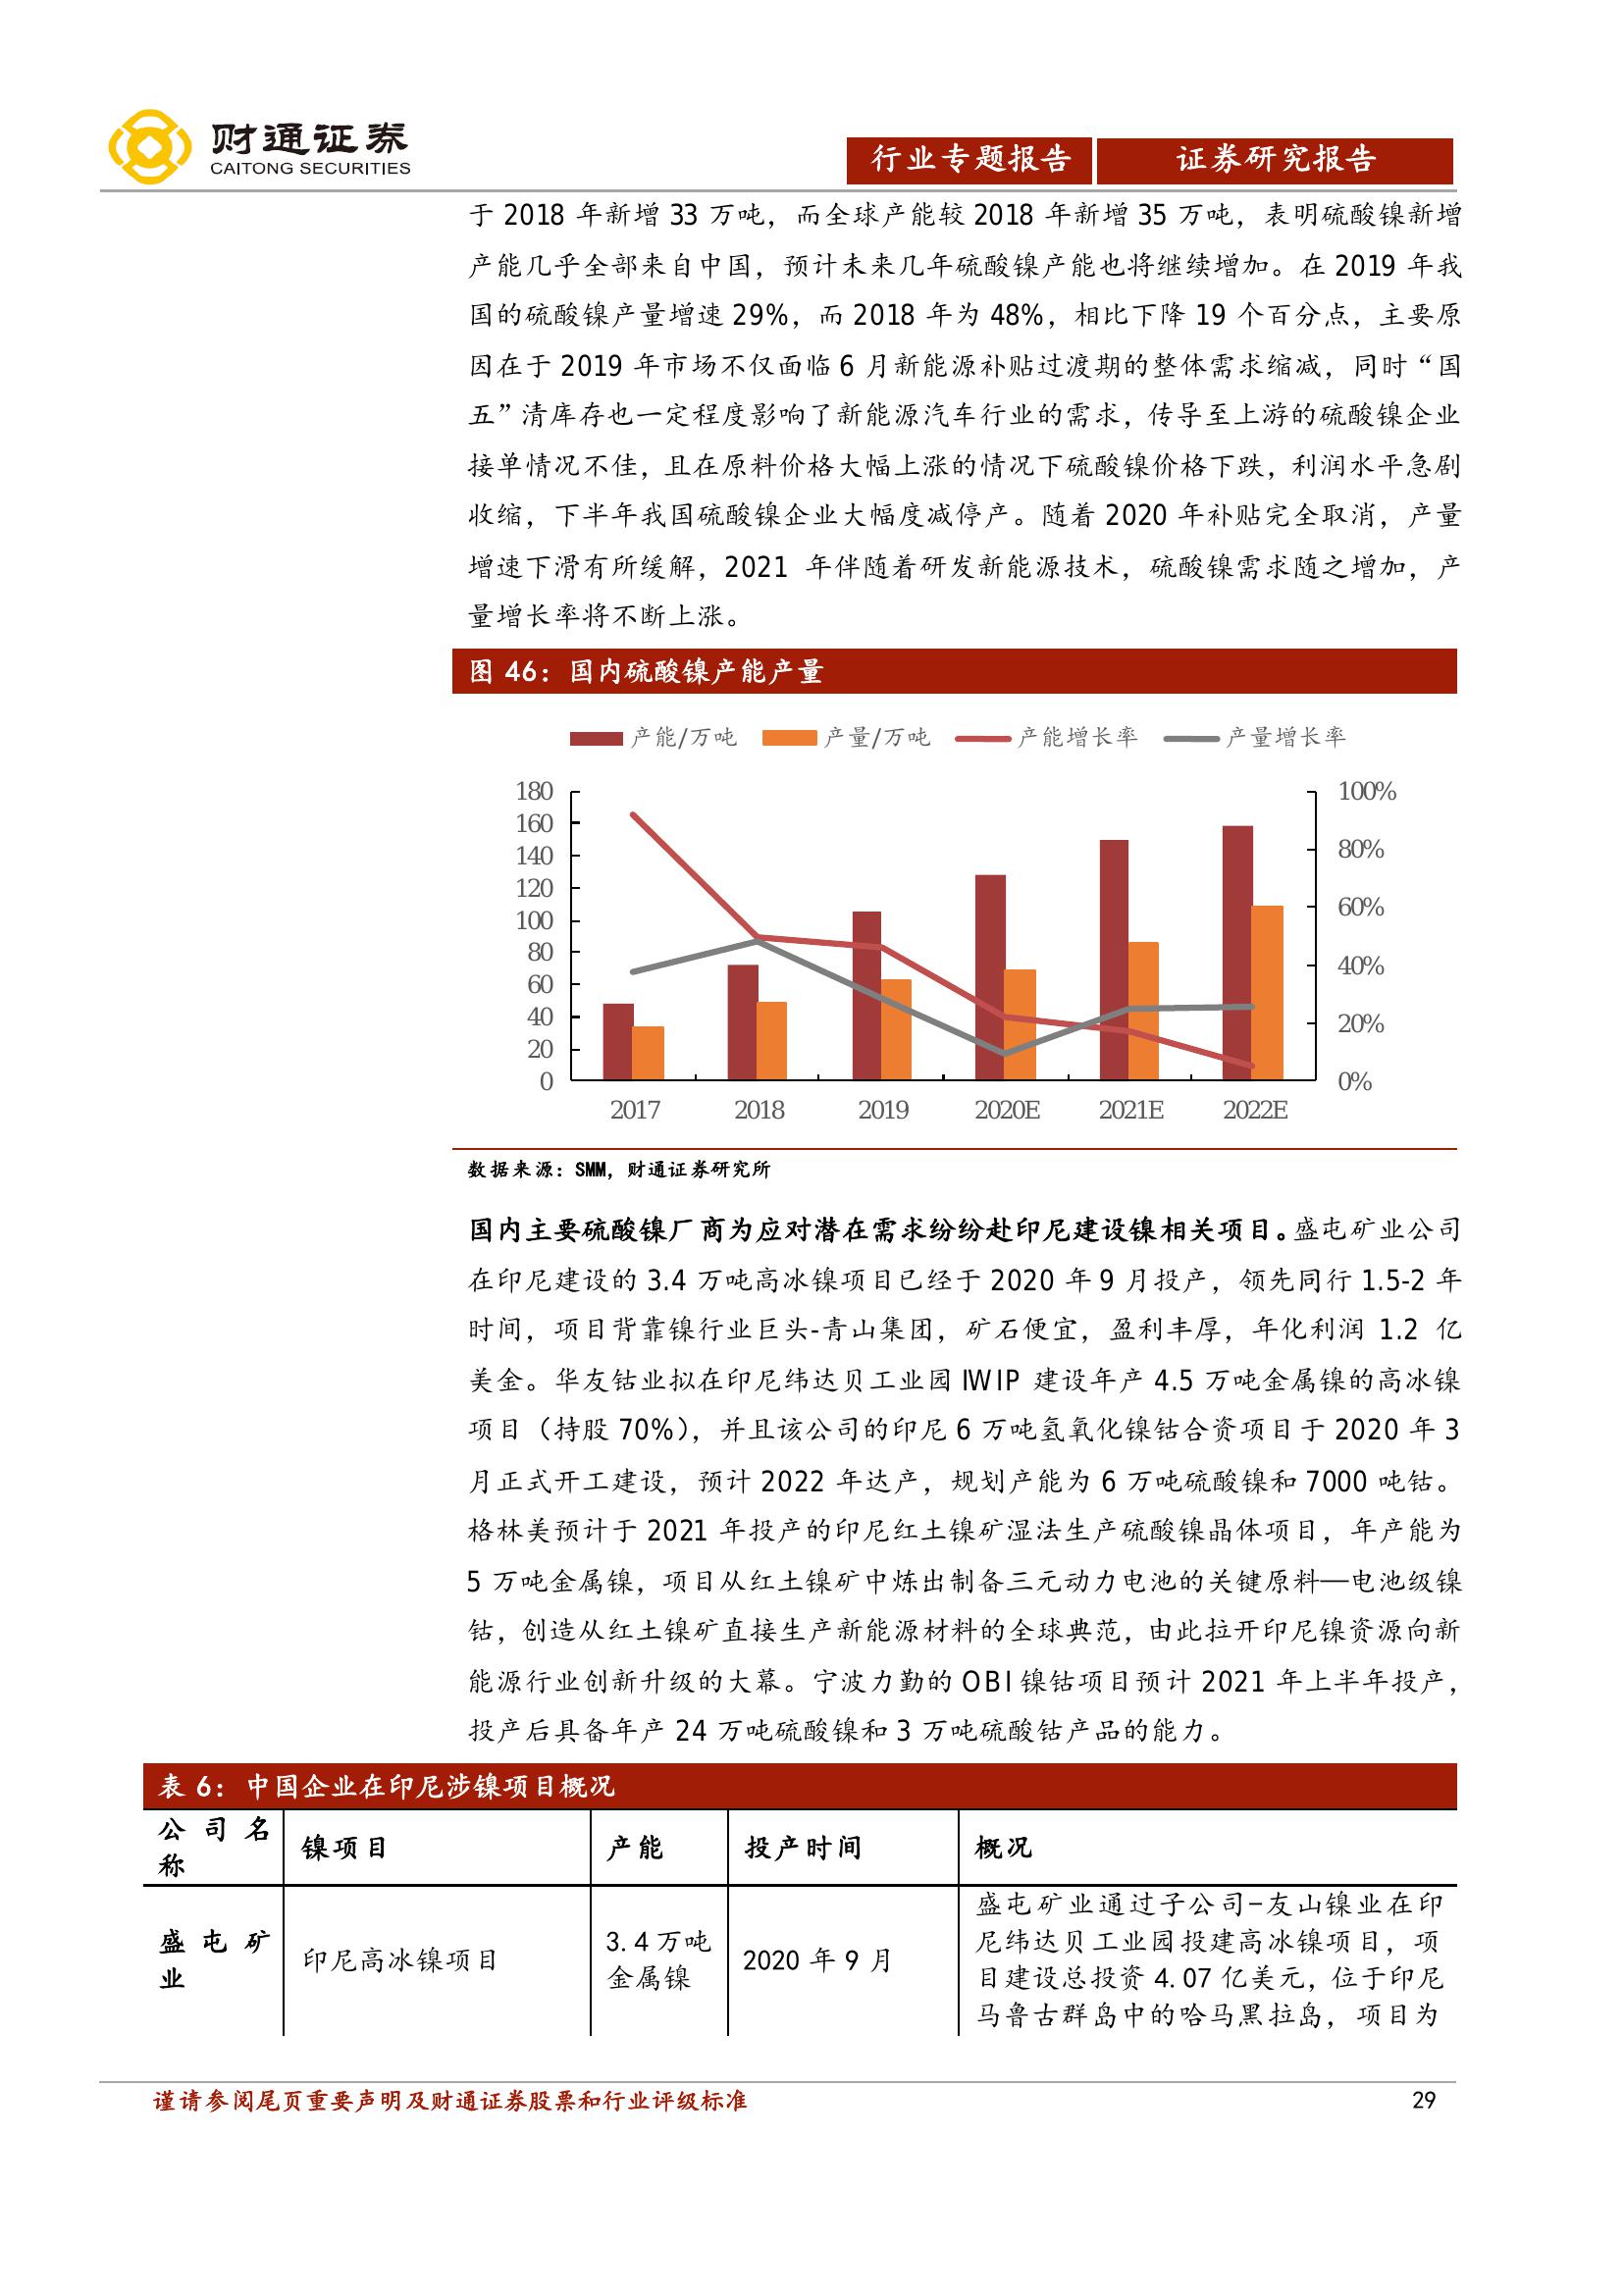 财通证券
CAITONG SECURITIES
行业专题报告 证券研究报告
于 2018 年新增 33 万吨，而全球产能较 2018 年新增 35 万吨，表明硫酸镍新增
产能几乎全部来自中国，预计未来几年硫酸镍产能也将继续增加。在 2019 年我
国的硫酸镍产量增速 29%，而 2018 年为 48%，相比下降 19 个百分点，主要原
因在于 2019 年市场不仅面临 6 月新能源补贴过渡期的整体需求缩减，同时“国
五”清库存也一定程度影响了新能源汽车行业的需求，传导至上游的硫酸镍企业
接单情况不佳，且在原料价格大幅上涨的情况下硫酸镍价格下跌，利润水平急剧
收缩，下半年我国硫酸镍企业大幅度减停产。随着 2020 年补贴完全取消，产量
增速下滑有所缓解，2021 年伴随着研发新能源技术，硫酸镍需求随之增加，产
量增长率将不断上涨。
图 46：国内硫酸镍产能产量
产能/万吨 产量/万吨 产能增长率 产量增长率
180 100%
160
140 80%
120
100 60%
80
60 40%
40
20 20%
0 0%
2017 2018 2019 2020E 2021E 2022E
数据来源：SMM，财通证券研究所
国内主要硫酸镍厂商为应对潜在需求纷纷赴印尼建设镍相关项目。盛屯矿业公司
在印尼建设的 3.4 万吨高冰镍项目已经于 2020 年 9 月投产，领先同行 1.5-2 年
时间，项目背靠镍行业巨头-青山集团，矿石便宜，盈利丰厚，年化利润 1.2 亿
美金。华友钴业拟在印尼纬达贝工业园 IWIP 建设年产 4.5 万吨金属镍的高冰镍
项目（持股 70%），并且该公司的印尼 6 万吨氢氧化镍钴合资项目于 2020 年 3
月正式开工建设，预计 2022 年达产，规划产能为 6 万吨硫酸镍和 7000 吨钴。
格林美预计于 2021 年投产的印尼红土镍矿湿法生产硫酸镍晶体项目，年产能为
5 万吨金属镍，项目从红土镍矿中炼出制备三元动力电池的关键原料—电池级镍
钴，创造从红土镍矿直接生产新能源材料的全球典范，由此拉开印尼镍资源向新
能源行业创新升级的大幕。宁波力勤的 OBI 镍钴项目预计 2021 年上半年投产，
投产后具备年产 24 万吨硫酸镍和 3 万吨硫酸钴产品的能力。
表 6：中国企业在印尼涉镍项目概况
公司名
称 镍项目 产能 投产时间 概况
盛屯矿
业
印尼高冰镍项目
3.4 万吨
金属镍
2020 年 9 月
盛屯矿业通过子公司-友山镍业在印
尼纬达贝工业园投建高冰镍项目，项
目建设总投资 4.07 亿美元，位于印尼
马鲁古群岛中的哈马黑拉岛，项目为
谨请参阅尾页重要声明及财通证券股票和行业评级标准 29